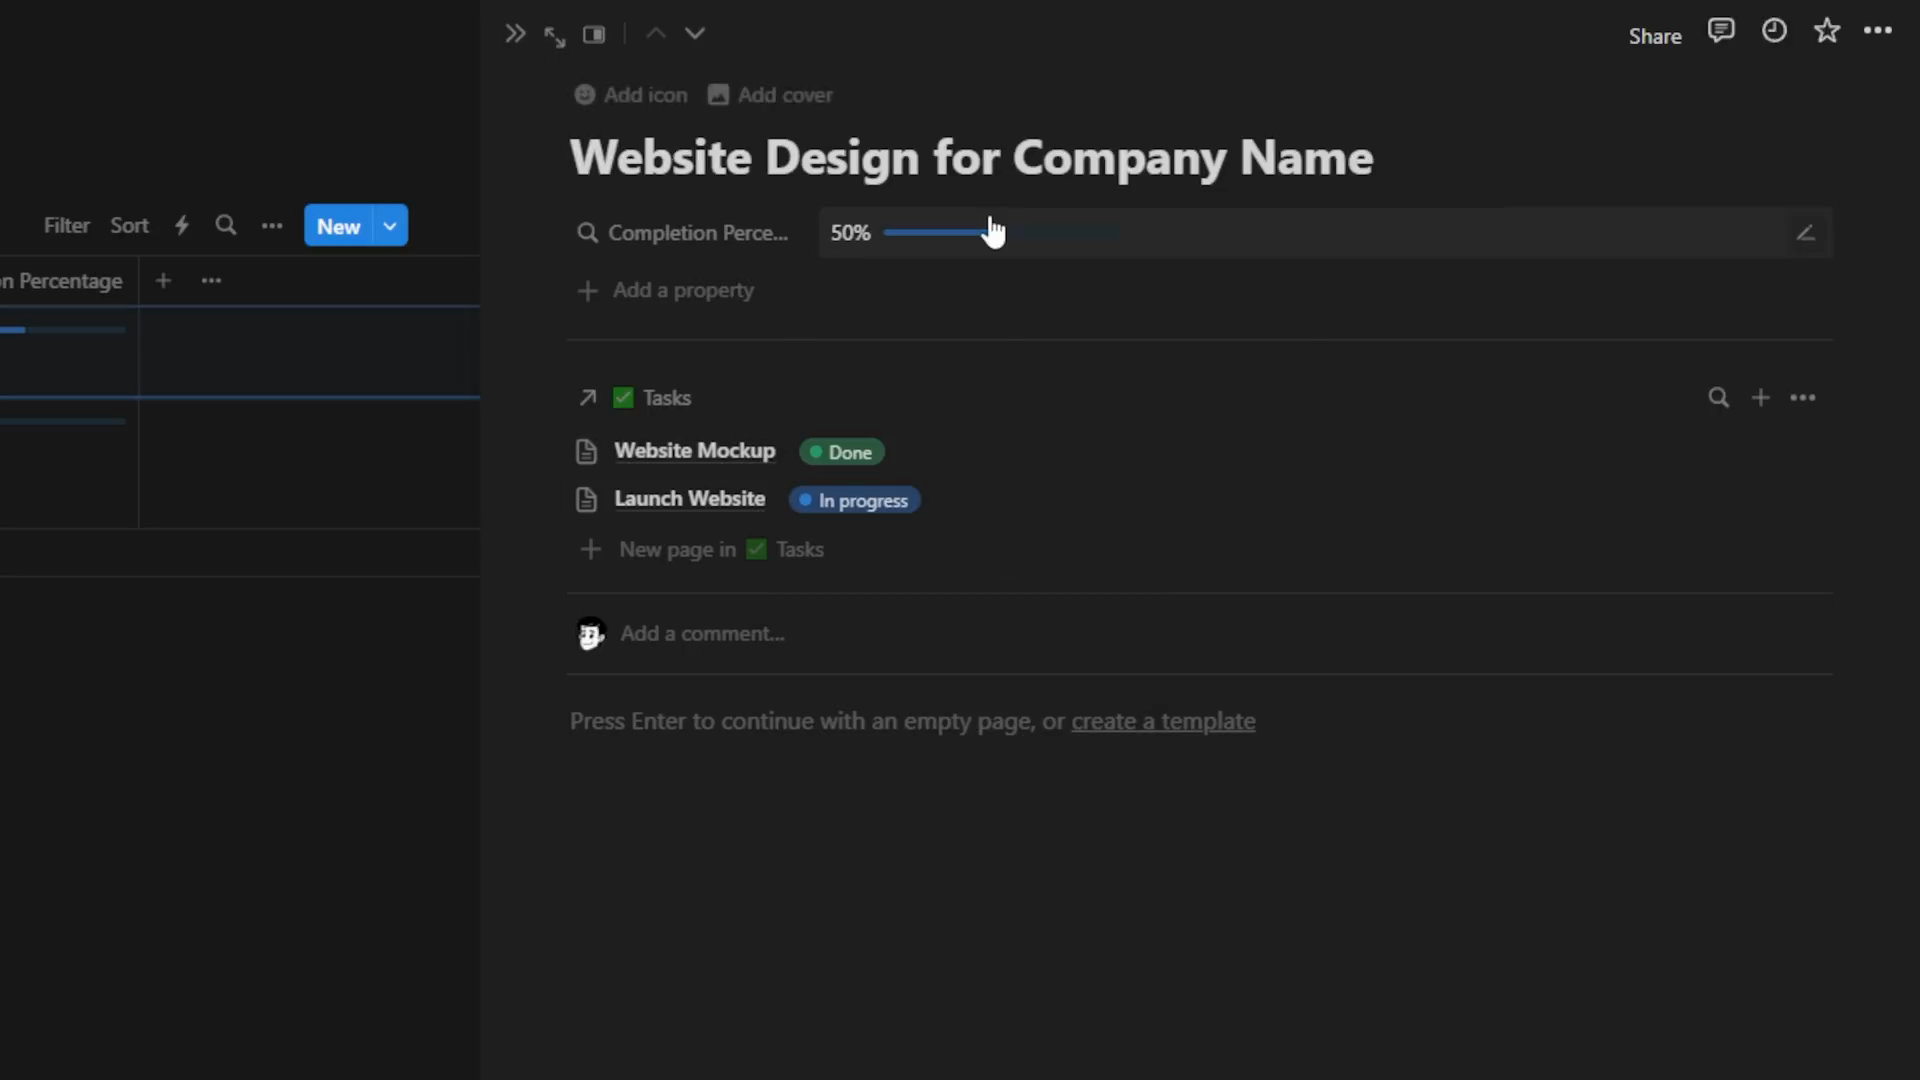 Share
Add icon Add cover
Website Design for Company Name
Filter Sort New
Completion Perce... 50%
n Percentage
Add a property
Tasks
Website Mockup Done
Launch Website In progress
New page in Tasks
Add a comment...
Press Enter to continue with an empty page, or create a template